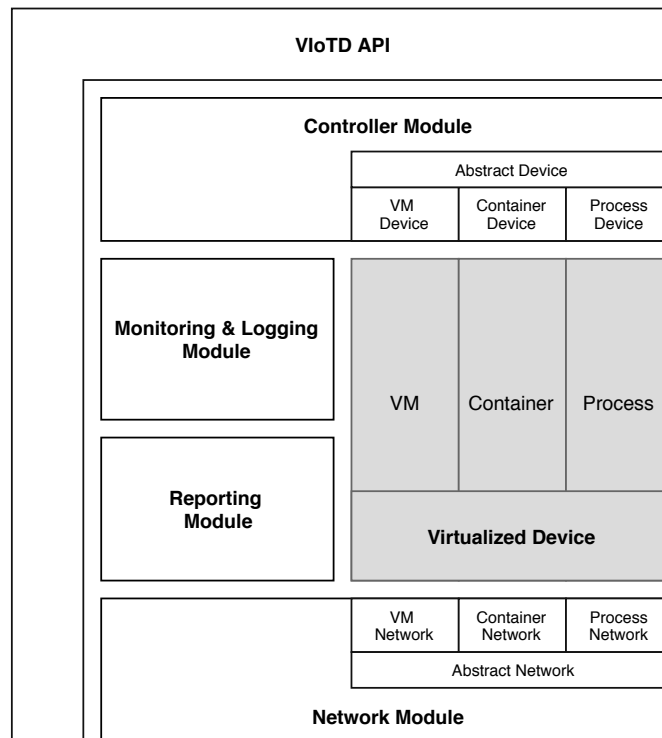 VIoTD API
Controller Module
Abstract Device
VM
Device
Container
Device
Process
Device
Monitoring & Logging
Module
VM
Container
Process
Reporting
Module
Virtualized Device
VM
Network
Container
Network
Process
Network
Abstract Network
Network Module